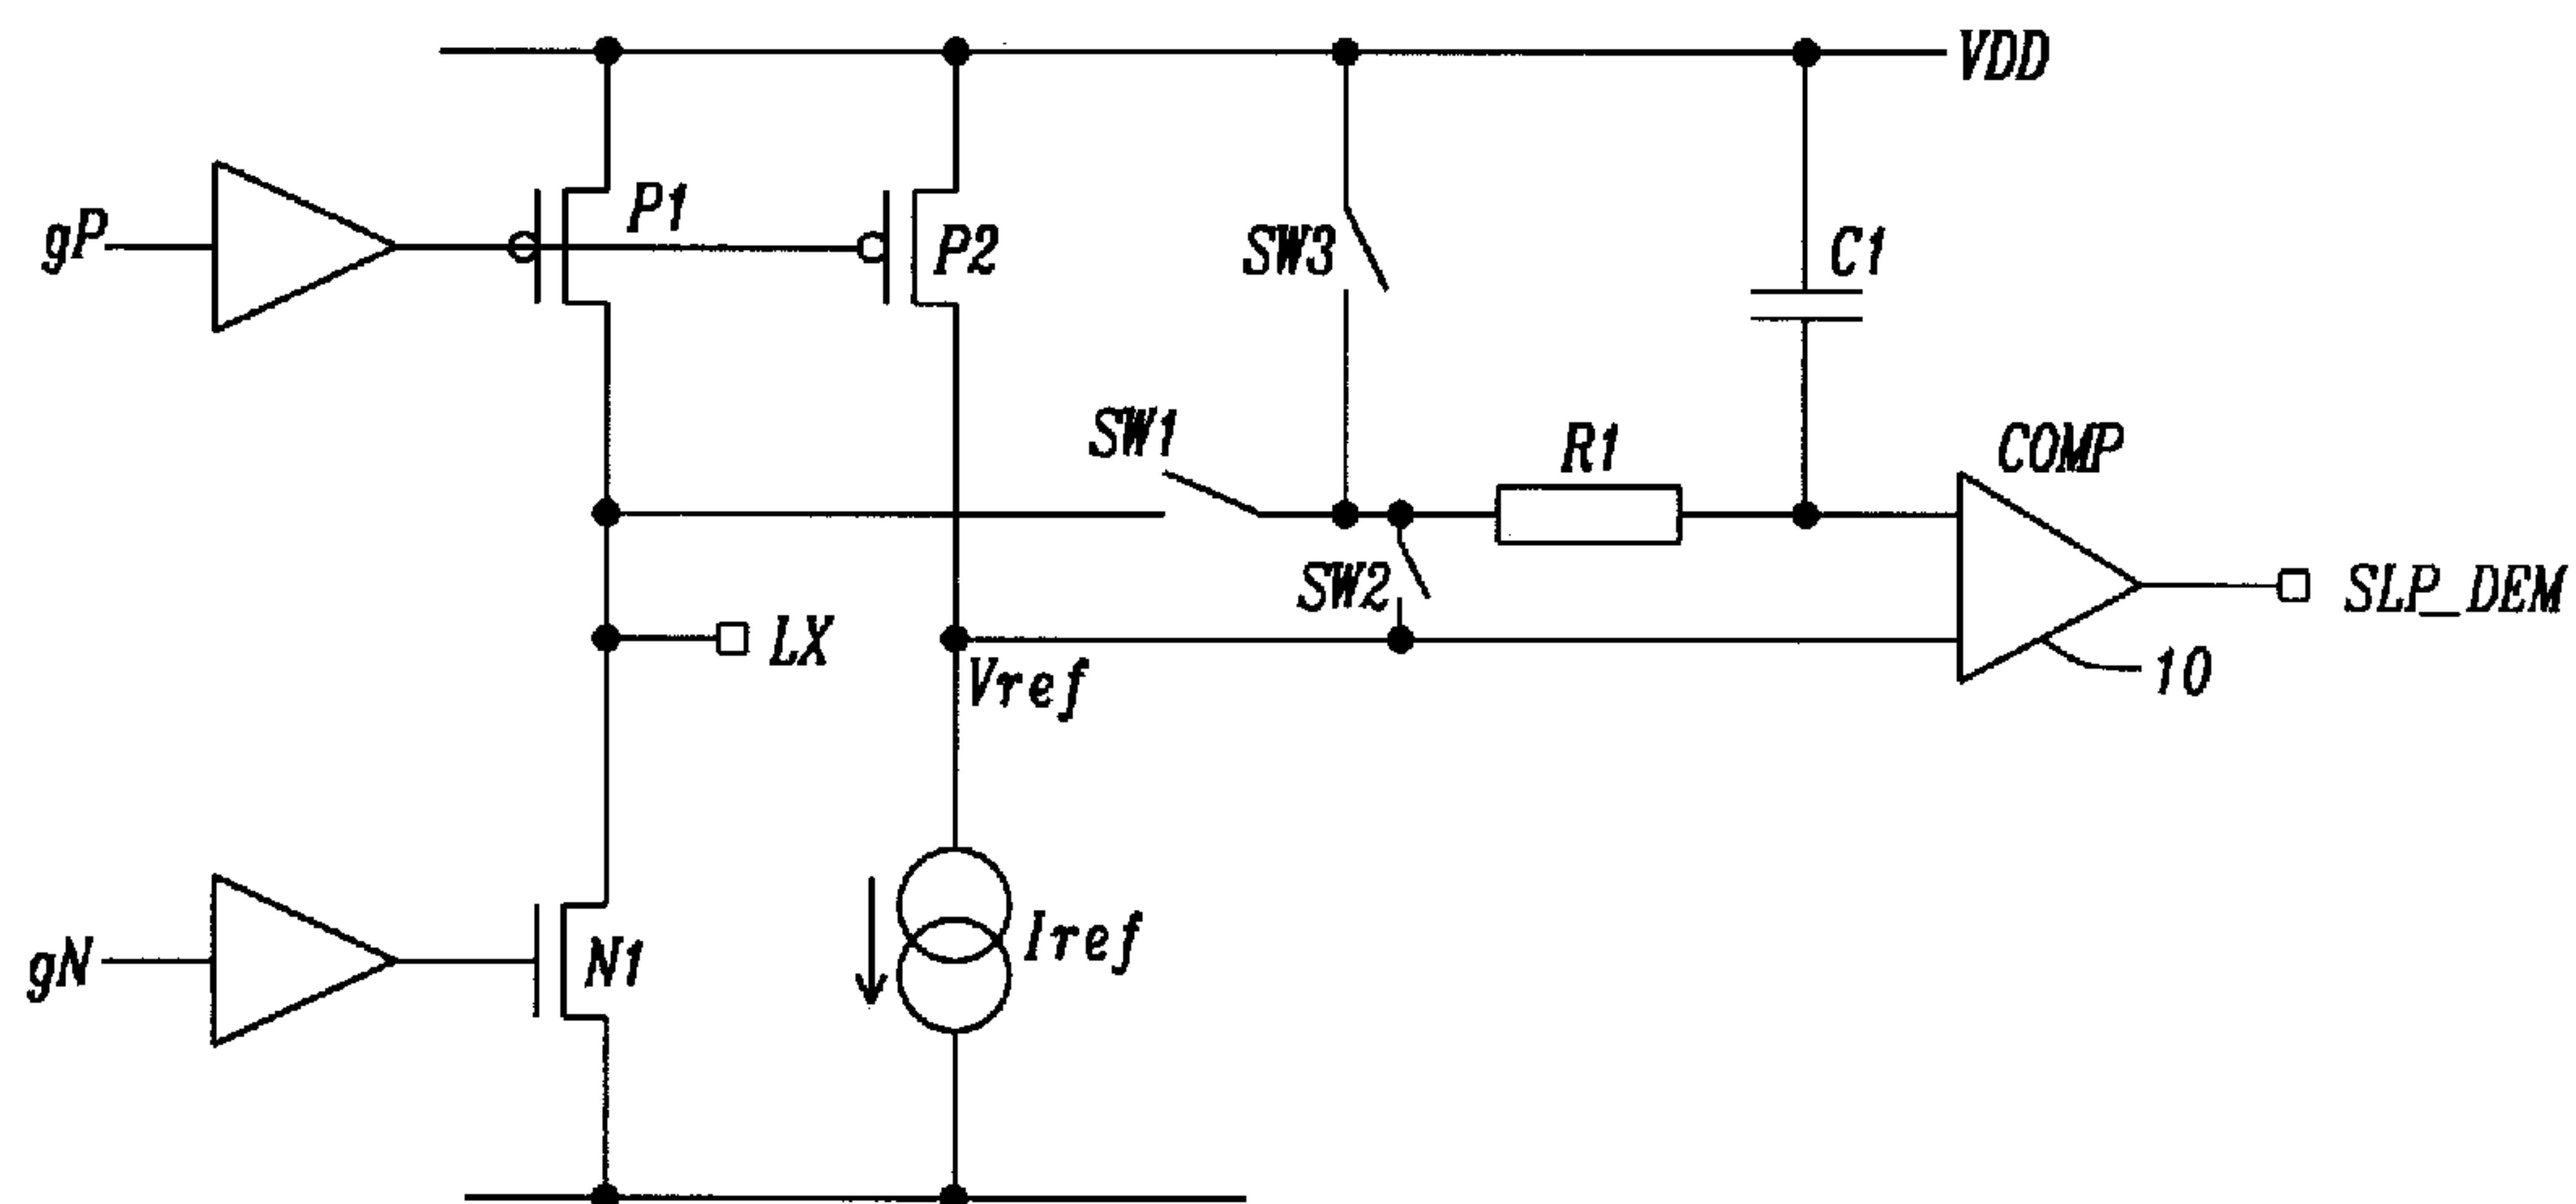 VDD
gP
P1
P2
SW3
C1
SW1
R1
COMP
SW2
SLP_DEM
LX
Vref
10
gN
N1
Iref